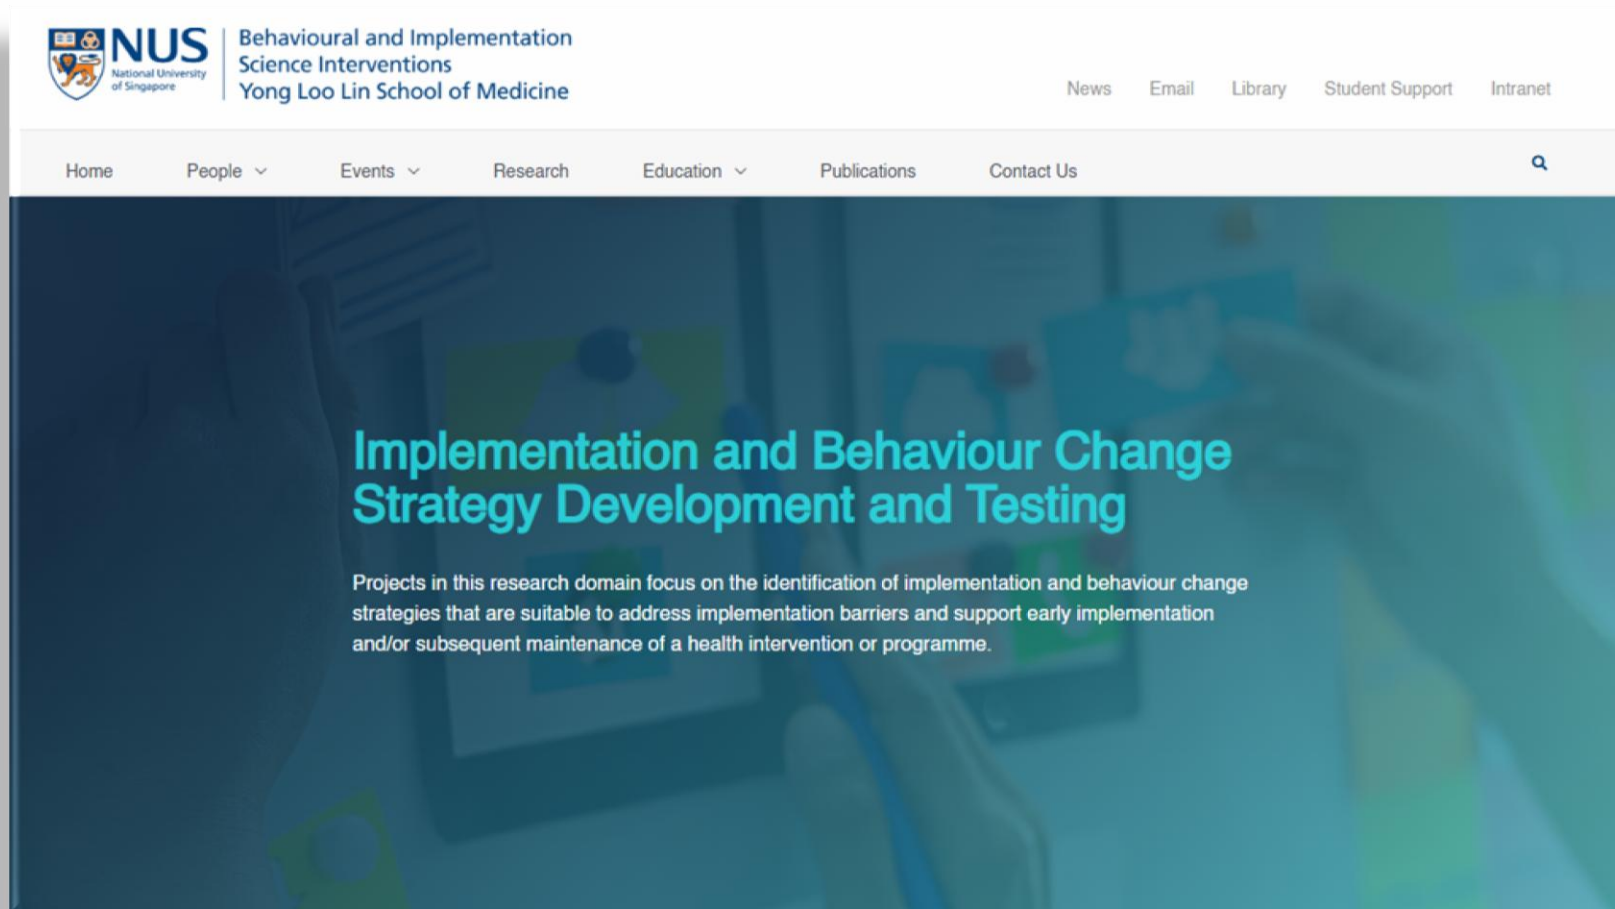 NUS
National University
of Singapore
Behavioural and Implementation
Science Interventions
Yong Loo Lin School of Medicine
News Email Library Student Support Intranet
Home People Events Research Education Publications Contact Us
Implementation and Behaviour Change
Strategy Development and Testing
Projects in this research domain focus on the identification of implementation and behaviour change
strategies that are suitable to address implementation barriers and support early implementation
and/or subsequent maintenance of a health intervention or programme.